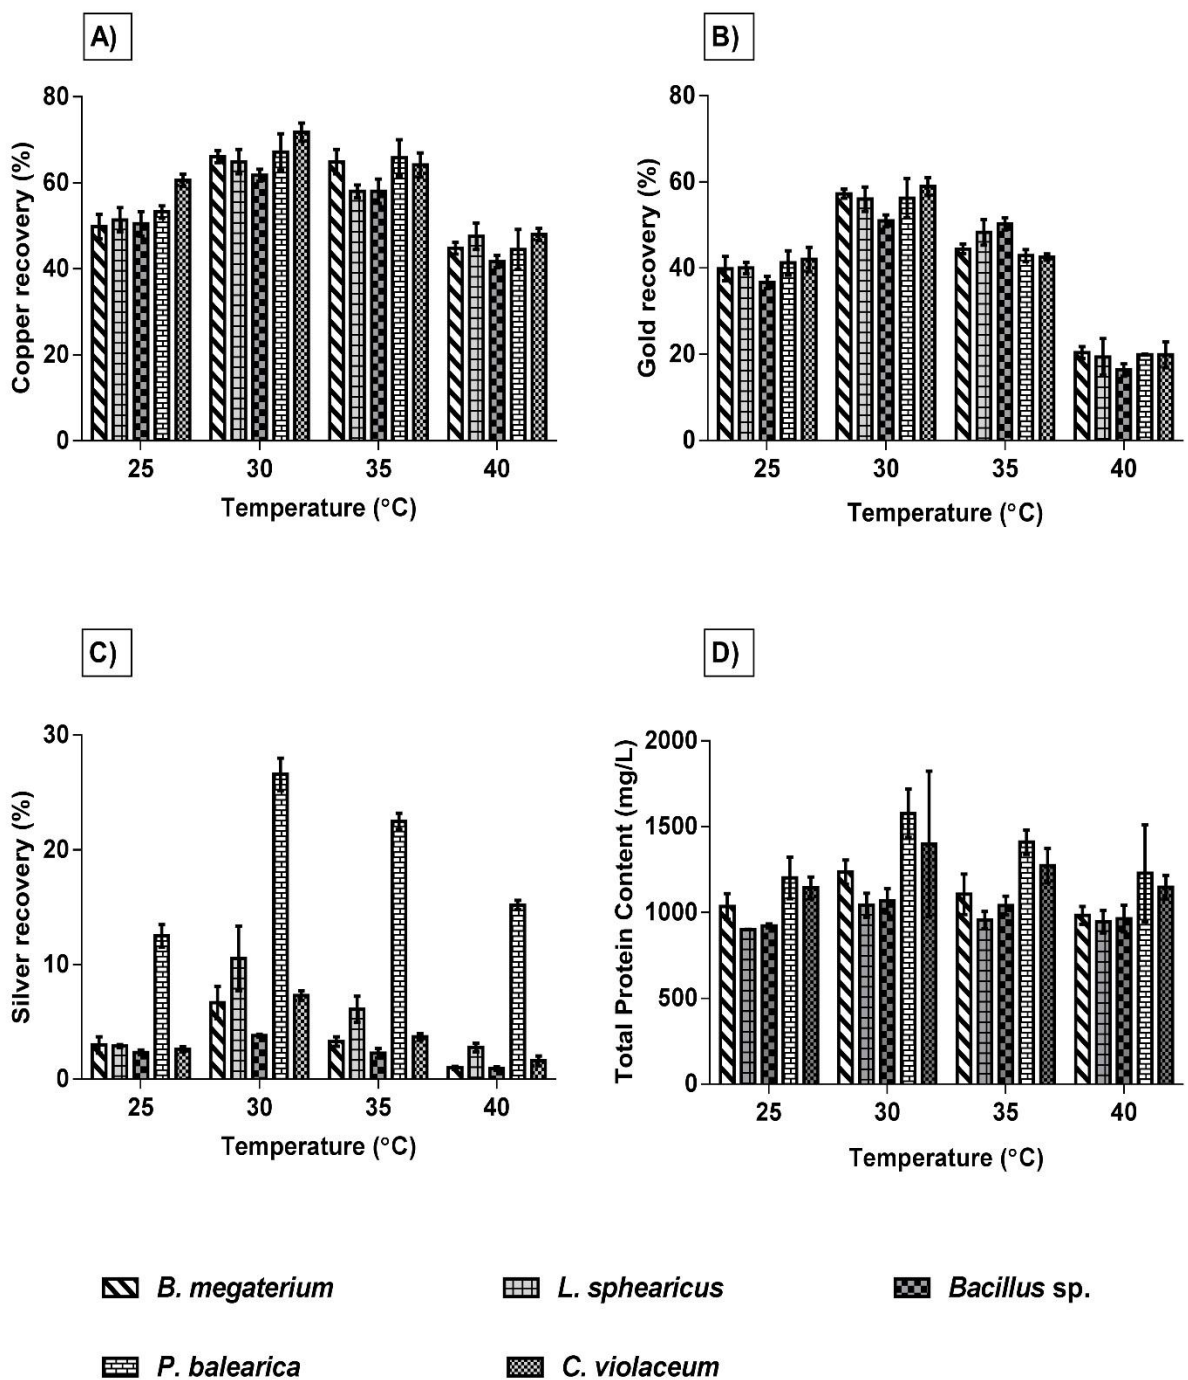 A)
B)
80
60
40
20
0
Copper recovery (%)
25 30 35 40
Temperature (°C)
80
60
40
20
0
Gold recovery (%)
25 30 35 40
Temperature (°C)
C)
D)
30
20
10
0
Silver recovery (%)
25 30 35 40
Temperature (°C)
2000
1500
1000
500
0
Total Protein Content (mg/L)
25 30 35 40
Temperature (°C)
B. megaterium
L. sphearicus
Bacillus sp.
P. balearica
C. violaceum